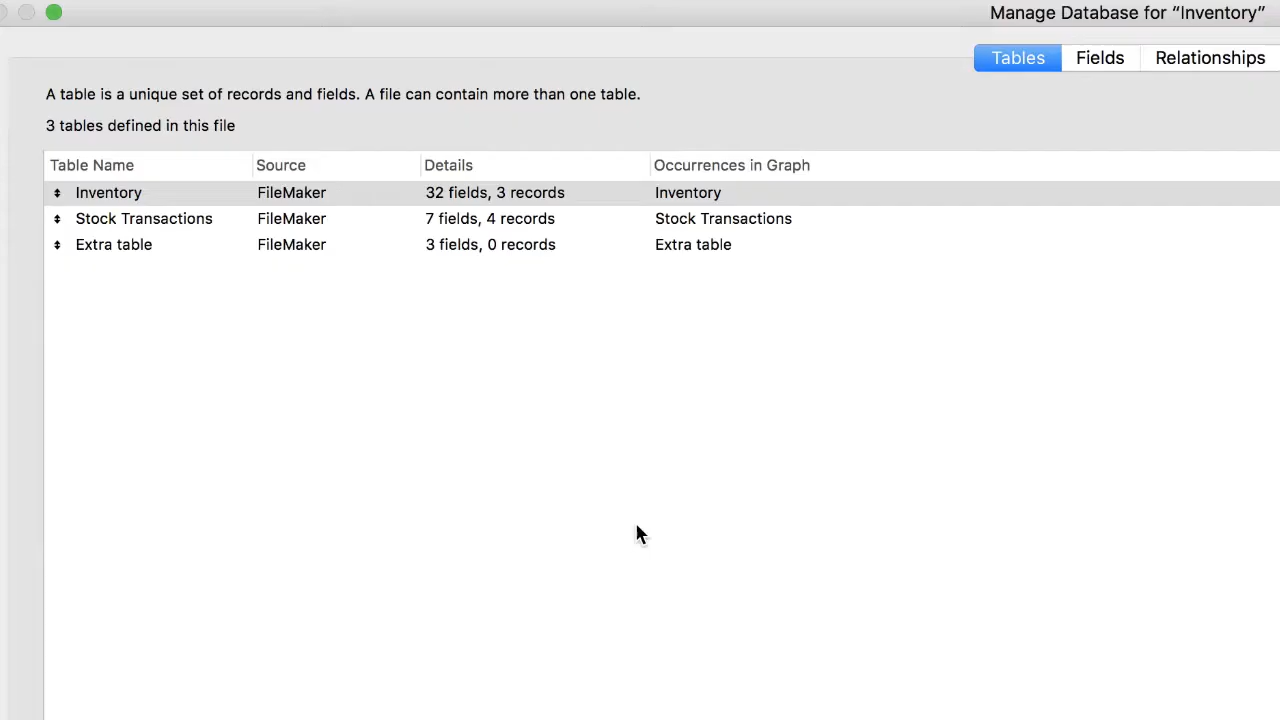 Manage Database for “Inventory”
Tables Fields Relationships
A table is a unique set of records and fields. A file can contain more than one table.
3 tables defined in this file
Table Name Source Details Occurrences in Graph
Inventory FileMaker 32 fields, 3 records Inventory
Stock Transactions FileMaker 7 fields, 4 records Stock Transactions
Extra table FileMaker 3 fields, 0 records Extra table